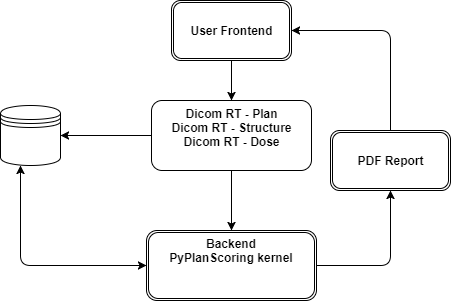 User Frontend
Dicom RT - Plan
Dicom RT - Structure
Dicom RT - Dose
PDF Report
Backend
PyPlanScoring kernel